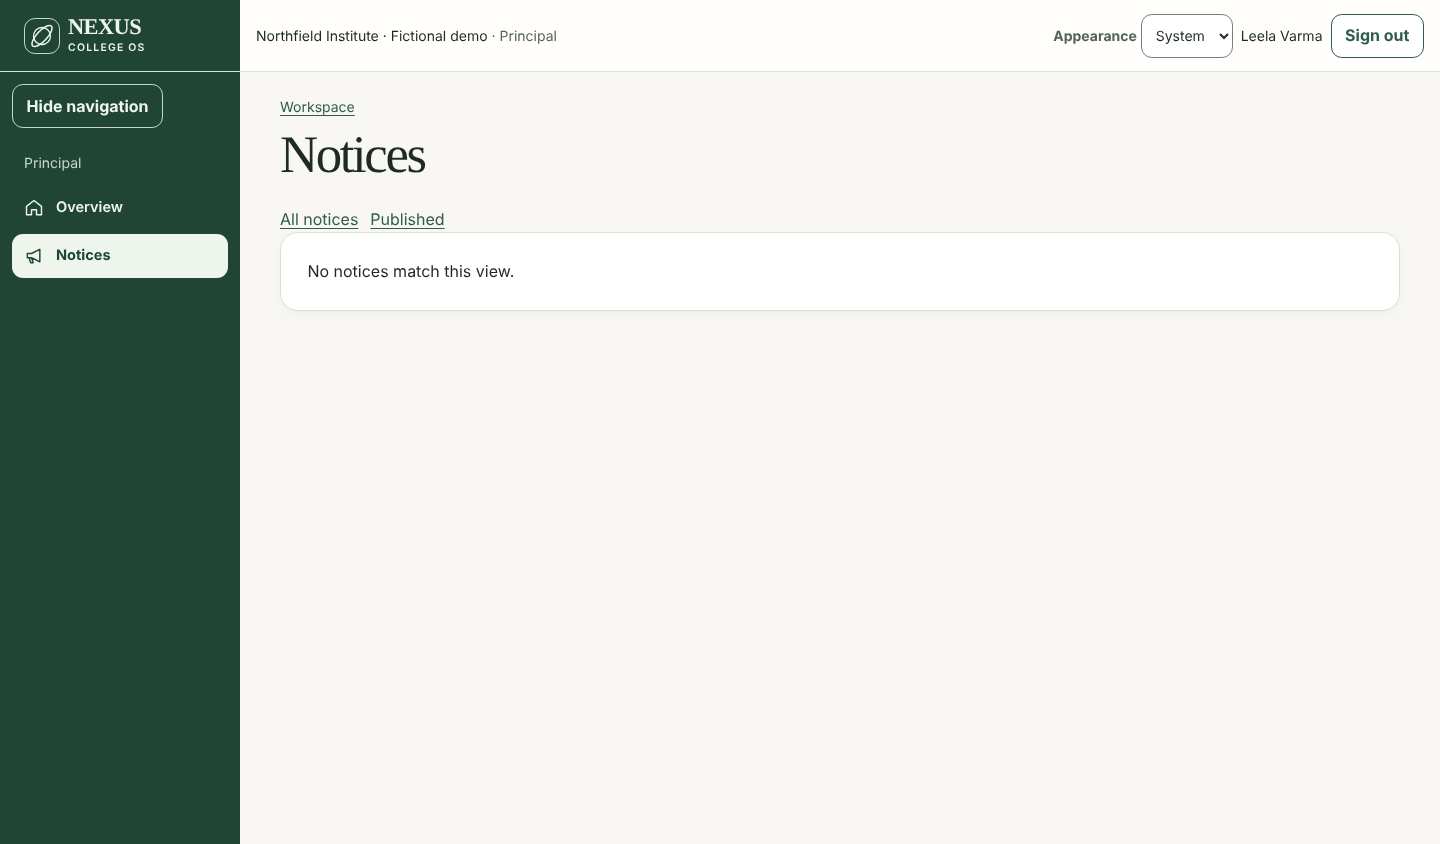 NEXUS
COLLEGE OS
Northfield Institute · Fictional demo · Principal
Appearance System Leela Varma Sign out
Hide navigation
Principal
Overview
Notices
Workspace
Notices
All notices Published
No notices match this view.